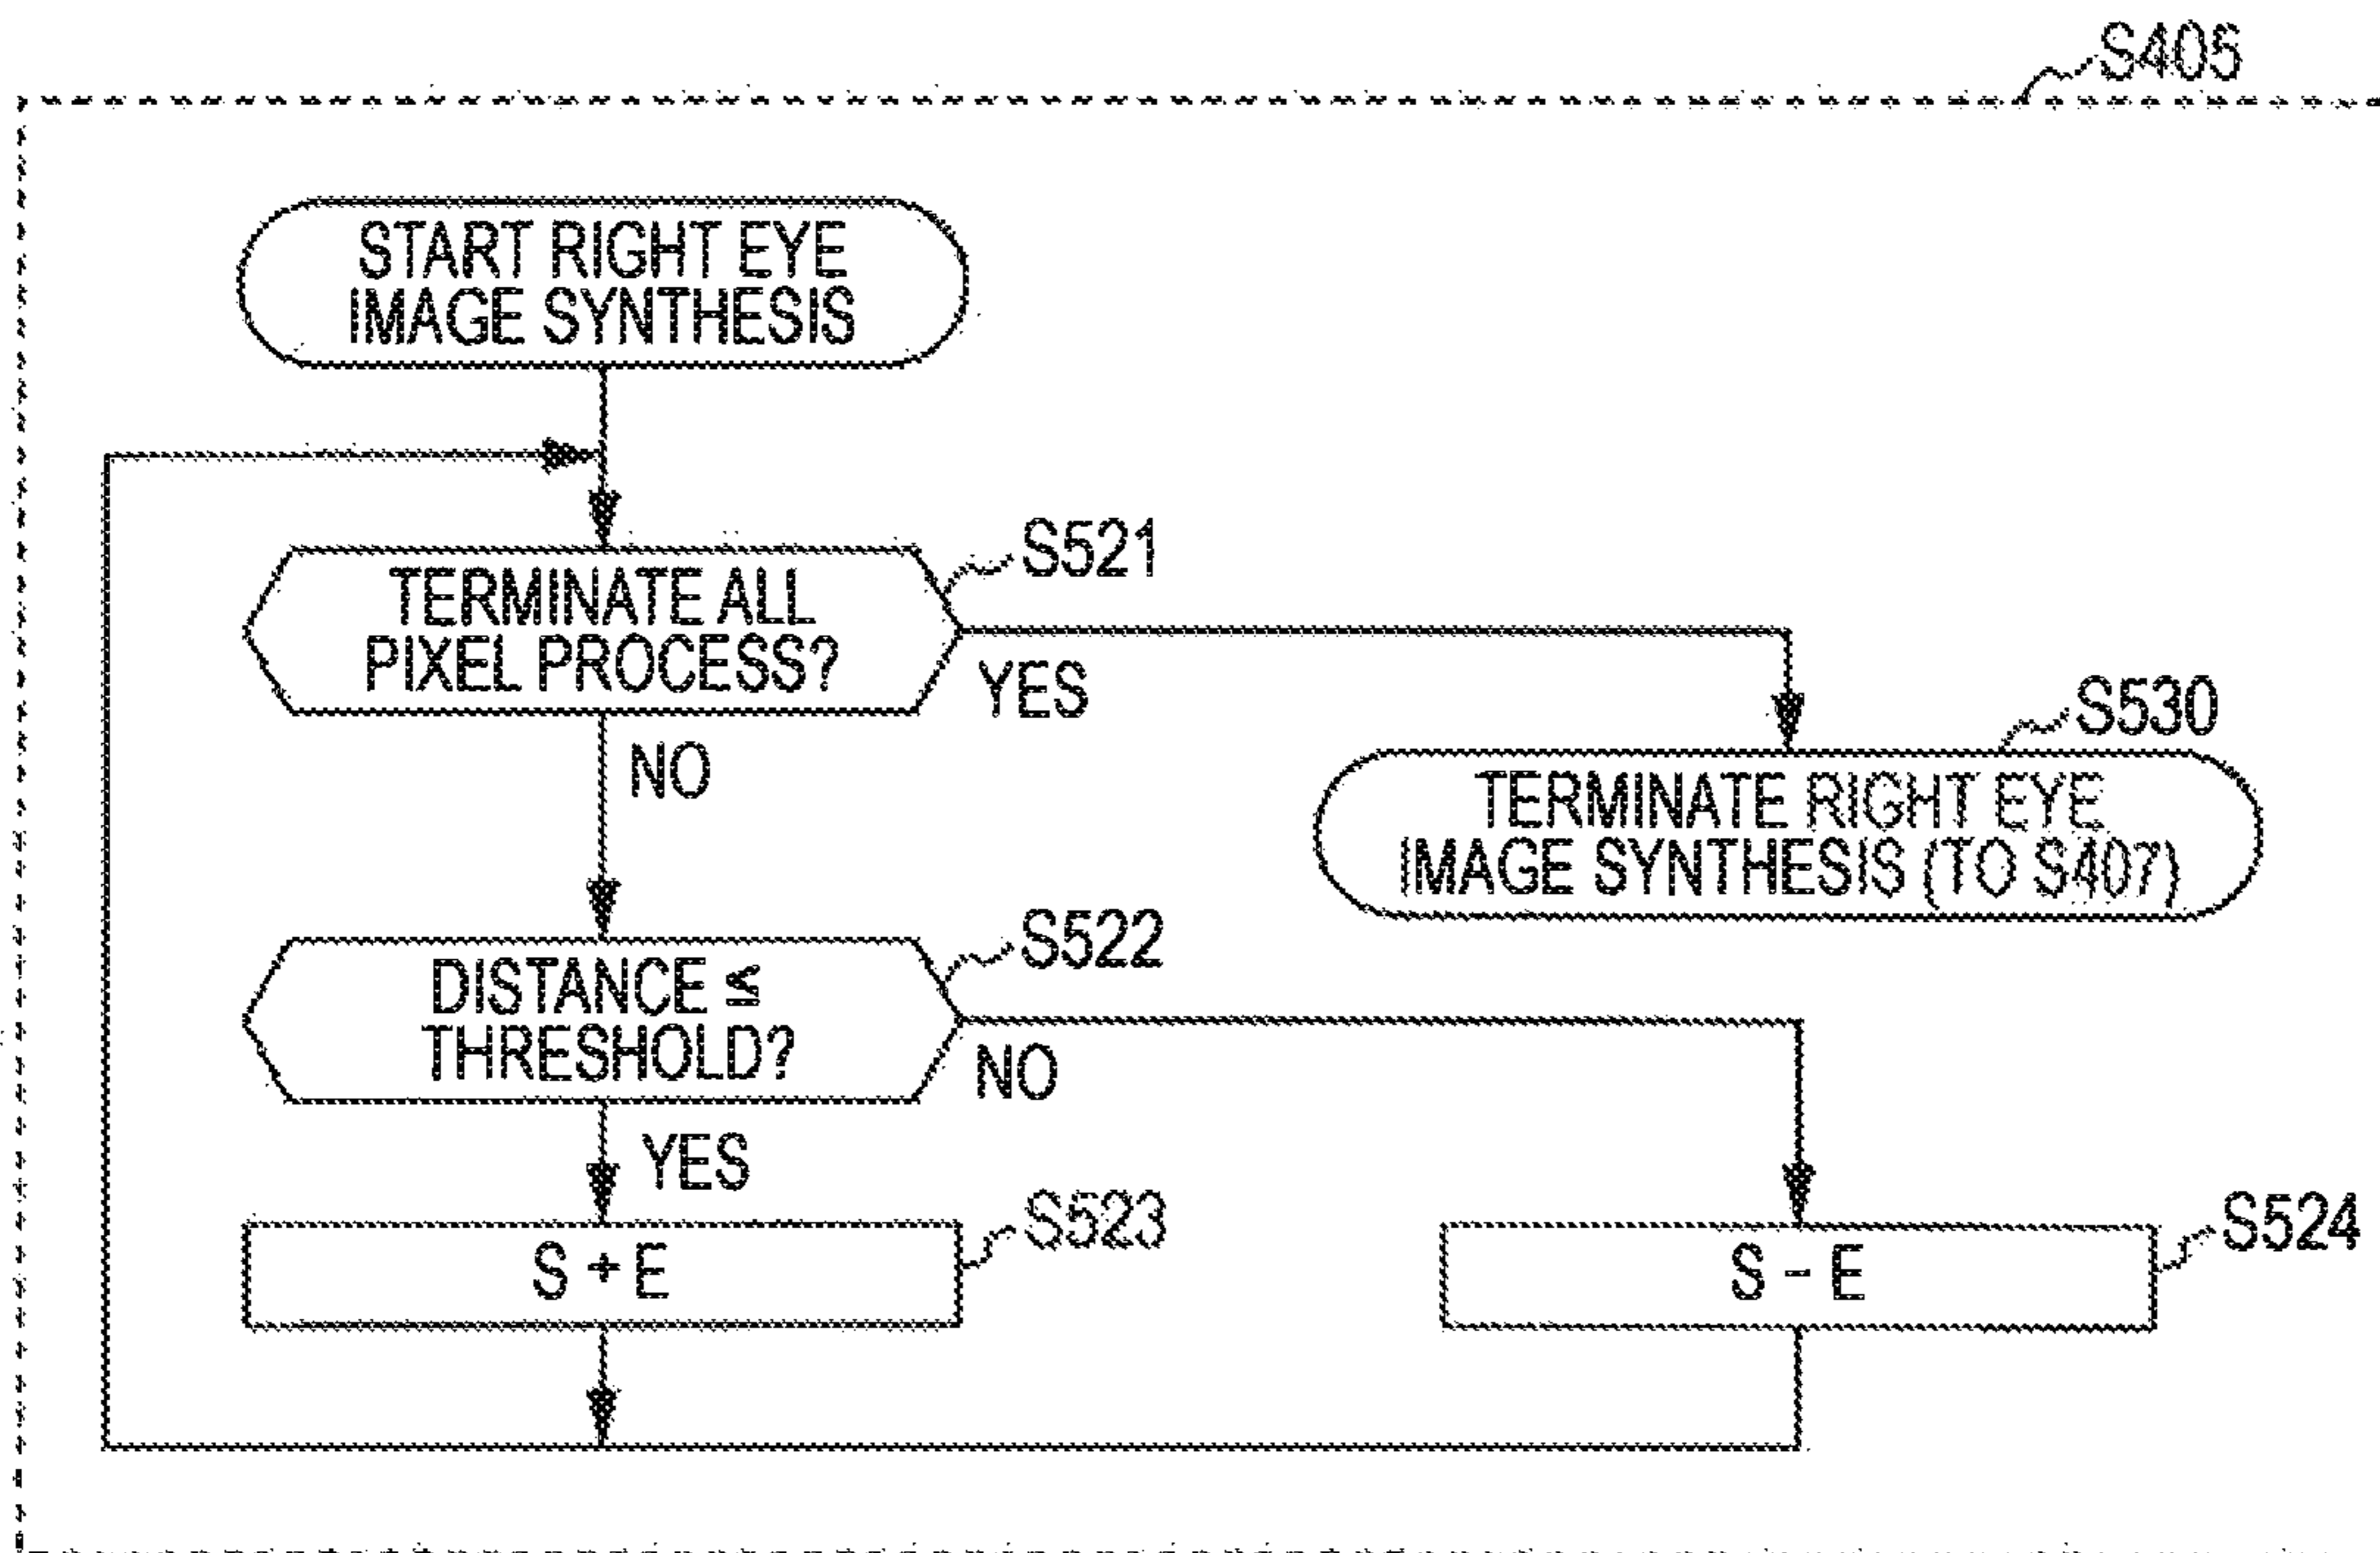 S405
START RIGHT EYE
IMAGE SYNTHESIS
S521
TERMINATE ALL
PIXEL PROCESS?
YES
NO
S530
TERMINATE RIGHT EYE
IMAGE SYNTHESIS (TO S407)
S522
DISTANCE ≤
THRESHOLD?
NO
YES
S523
S + E
S524
S - E